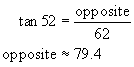 tan 52 = opposite/62
opposite ≈ 79.4